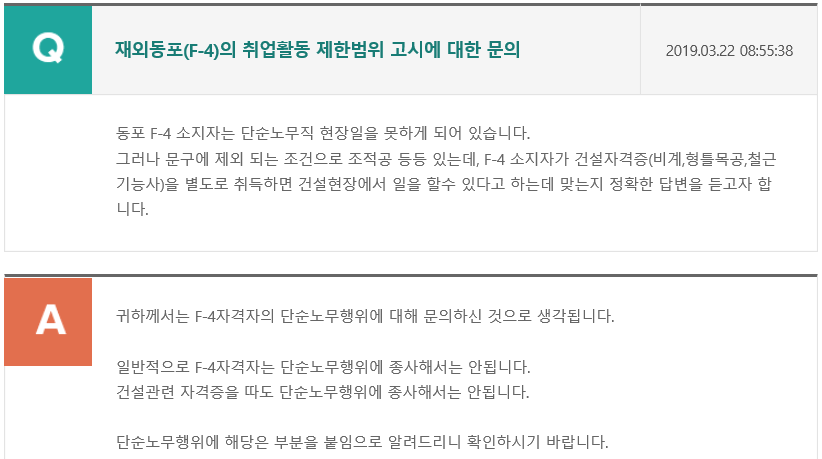 Q
재외동포(F-4)의 취업활동 제한범위 고시에 대한 문의
2019.03.22 08:55:38
동포 F-4 소지자는 단순노무직 현장일을 못하게 되어 있습니다.
그러나 문구에 제외 되는 조건으로 조적공 등등 있는데, F-4 소지자가 건설자격증(비계,형틀목공,철근
기능사)을 별도로 취득하면 건설현장에서 일을 할수 있다고 하는데 맞는지 정확한 답변을 듣고자 합
니다.
A
귀하께서는 F-4자격자의 단순노무행위에 대해 문의하신 것으로 생각됩니다.
일반적으로 F-4자격자는 단순노무행위에 종사해서는 안됩니다.
건설관련 자격증을 따도 단순노무행위에 종사해서는 안됩니다.
단순노무행위에 해당은 부분을 붙임으로 알려드리니 확인하시기 바랍니다.